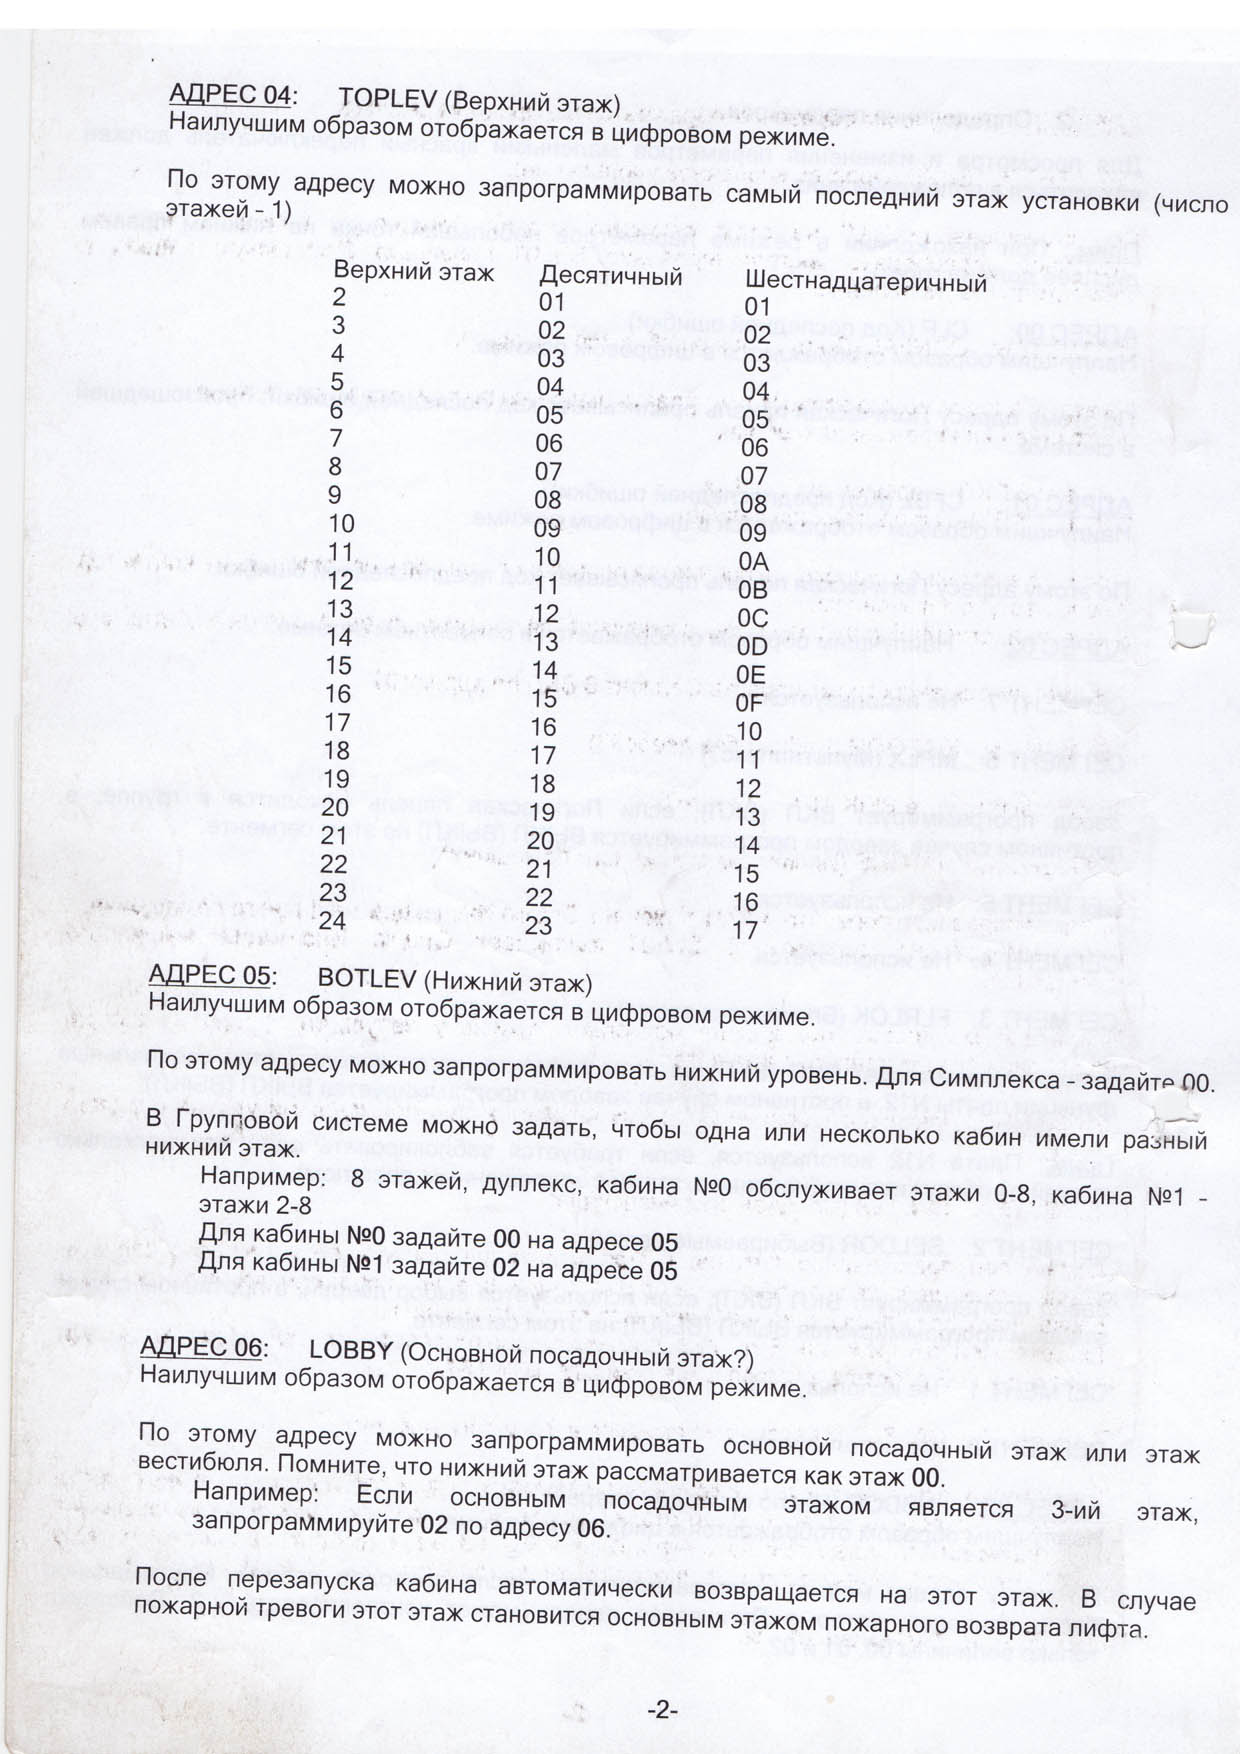 АДРЕС 04: TOPLEV (Верхний этаж)
Наилучшим образом отображается в цифровом режиме.
По этому адресу можно запрограммировать самый последний этаж установки (число
этажей - 1)
Верхний этаж Десятичный Шестнадцатеричный
2 01 01
3 02 02
4 03 03
5 04 04
6 05 05
7 06 06
8 07 07
9 08 08
10 09 09
11 10 0A
12 11 0B
13 12 0C
14 13 0D
15 14 0E
16 15 0F
17 16 10
18 17 11
19 18 12
20 19 13
21 20 14
22 21 15
23 22 16
24 23 17
АДРЕС 05: BOTLEV (Нижний этаж)
Наилучшим образом отображается в цифровом режиме.
По этому адресу можно запрограммировать нижний уровень. Для Симплекса - задайте 00.
В Групповой системе можно задать, чтобы одна или несколько кабин имели разный
нижний этаж.
Например: 8 этажей, дуплекс, кабина №0 обслуживает этажи 0-8, кабина №1 -
этажи 2-8
Для кабины №0 задайте 00 на адресе 05
Для кабины №1 задайте 02 на адресе 05
АДРЕС 06: LOBBY (Основной посадочный этаж?)
Наилучшим образом отображается в цифровом режиме.
По этому адресу можно запрограммировать основной посадочный этаж или этаж
вестибюля. Помните, что нижний этаж рассматривается как этаж 00.
Например: Если основным посадочным этажом является 3-ий этаж,
запрограммируйте 02 по адресу 06.
После перезапуска кабина автоматически возвращается на этот этаж. В случае
пожарной тревоги этот этаж становится основным этажом пожарного возврата лифта.
-2-